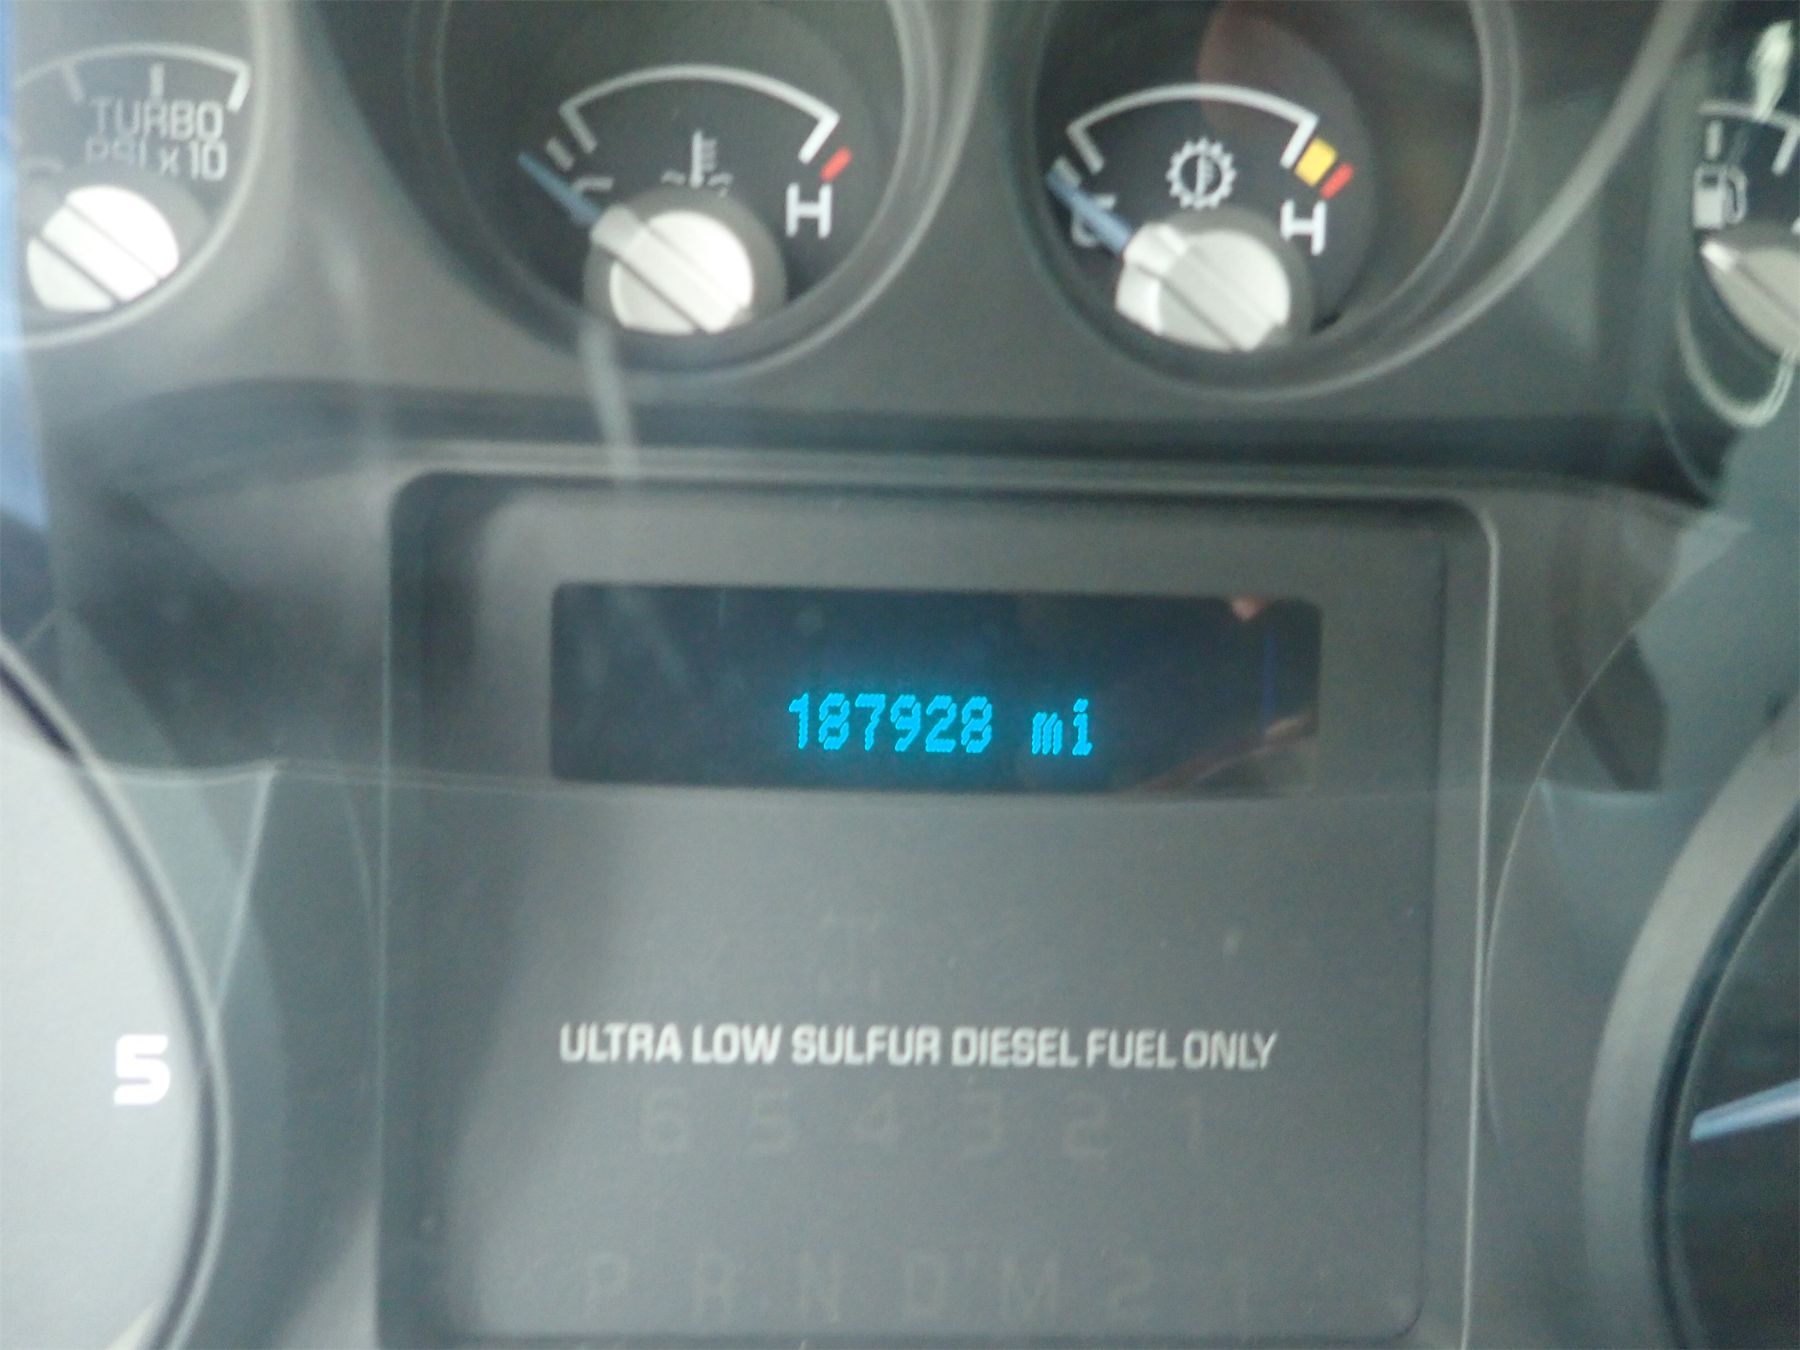 TURBO
PSI x10
H
H
187928 mi
ULTRA LOW SULFUR DIESEL FUEL ONLY
5
6 5 4 3 2 1
P R N D M 2 1